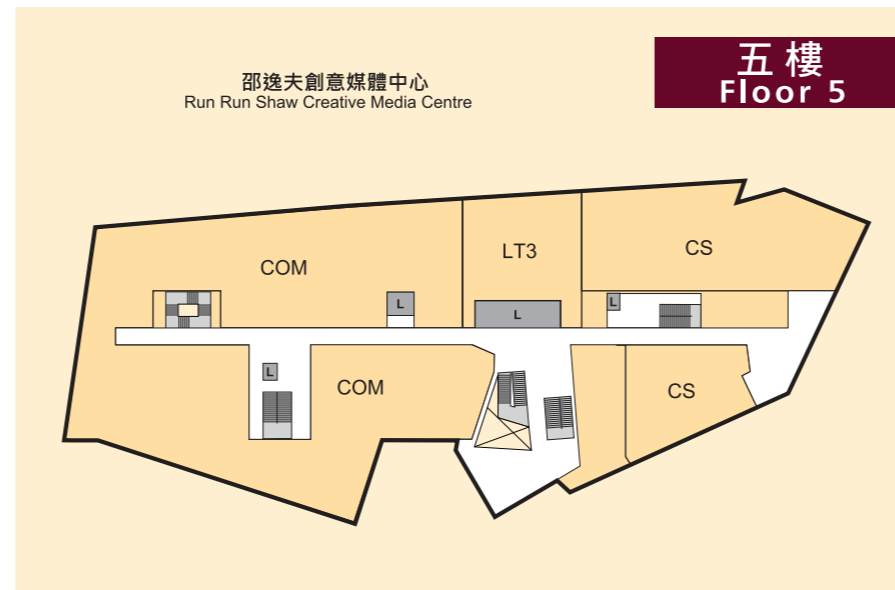 五樓
Floor 5
邵逸夫創意媒體中心
Run Run Shaw Creative Media Centre
LT3
CS
COM
L
L
L
L
COM
CS